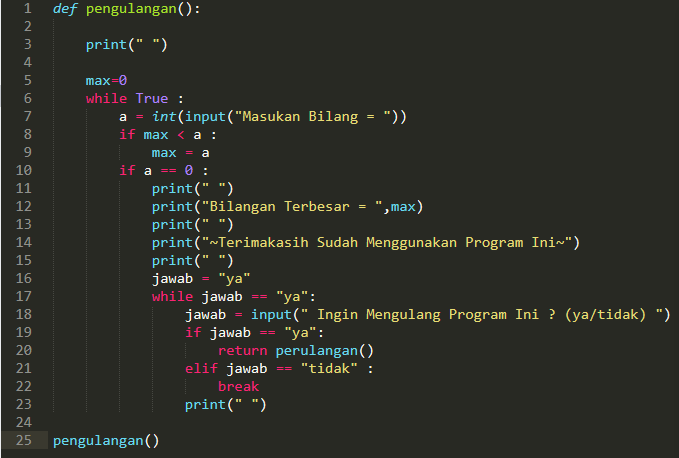 1 def pengulangan():
2
3     print(" ")
4
5     max=0
6     while True :
7         a = int(input("Masukan Bilang = "))
8         if max < a :
9             max = a
10         if a == 0 :
11             print(" ")
12             print("Bilangan Terbesar = ",max)
13             print(" ")
14             print("~Terimakasih Sudah Menggunakan Program Ini~")
15             print(" ")
16             jawab = "ya"
17             while jawab == "ya":
18                 jawab = input(" Ingin Mengulang Program Ini ? (ya/tidak) ")
19                 if jawab == "ya":
20                     return perulangan()
21                 elif jawab == "tidak" :
22                     break
23                 print(" ")
24
25 pengulangan()